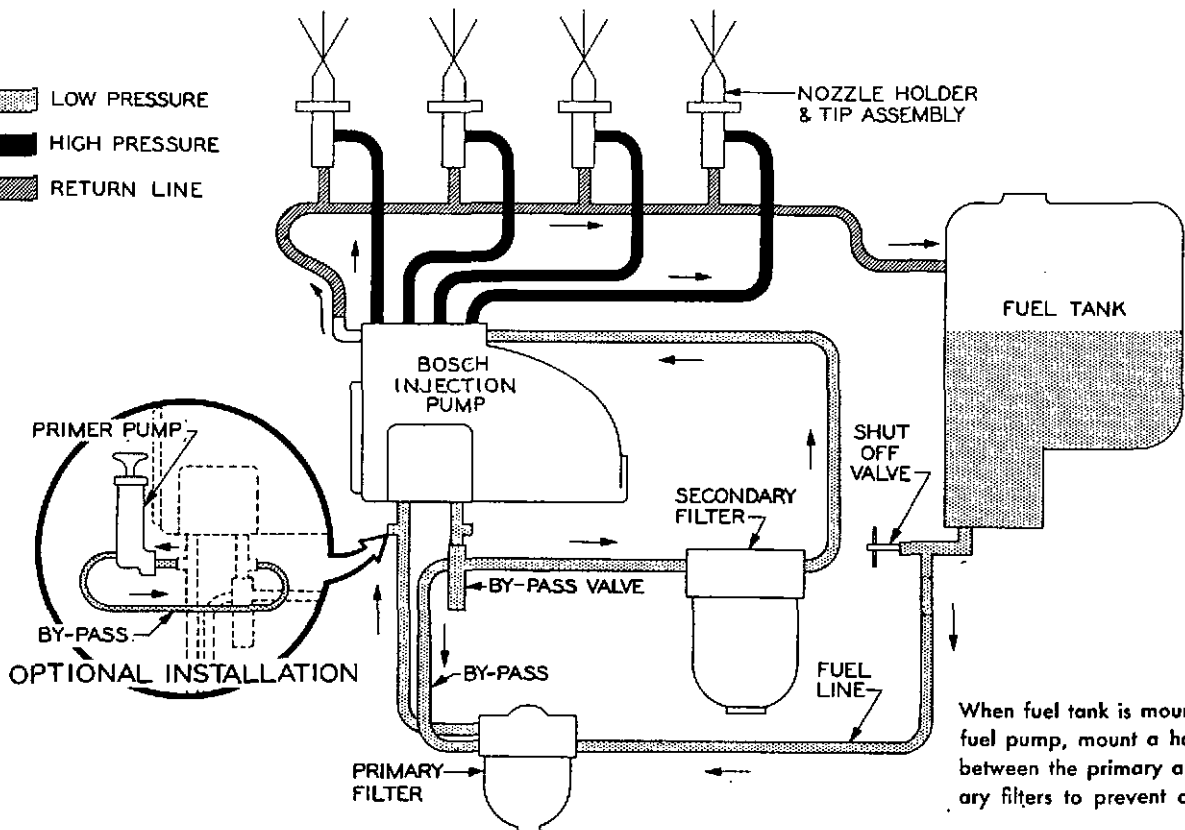 LOW PRESSURE
HIGH PRESSURE
RETURN LINE
NOZZLE HOLDER
& TIP ASSEMBLY
FUEL TANK
BOSCH
INJECTION
PUMP
PRIMER PUMP
SHUT
OFF
VALVE
SECONDARY
FILTER
BY-PASS VALVE
BY-PASS
OPTIONAL INSTALLATION
BY-PASS
FUEL
LINE
PRIMARY
FILTER
When fuel tank is mou
fuel pump, mount a ha
between the primary a
ary filters to prevent